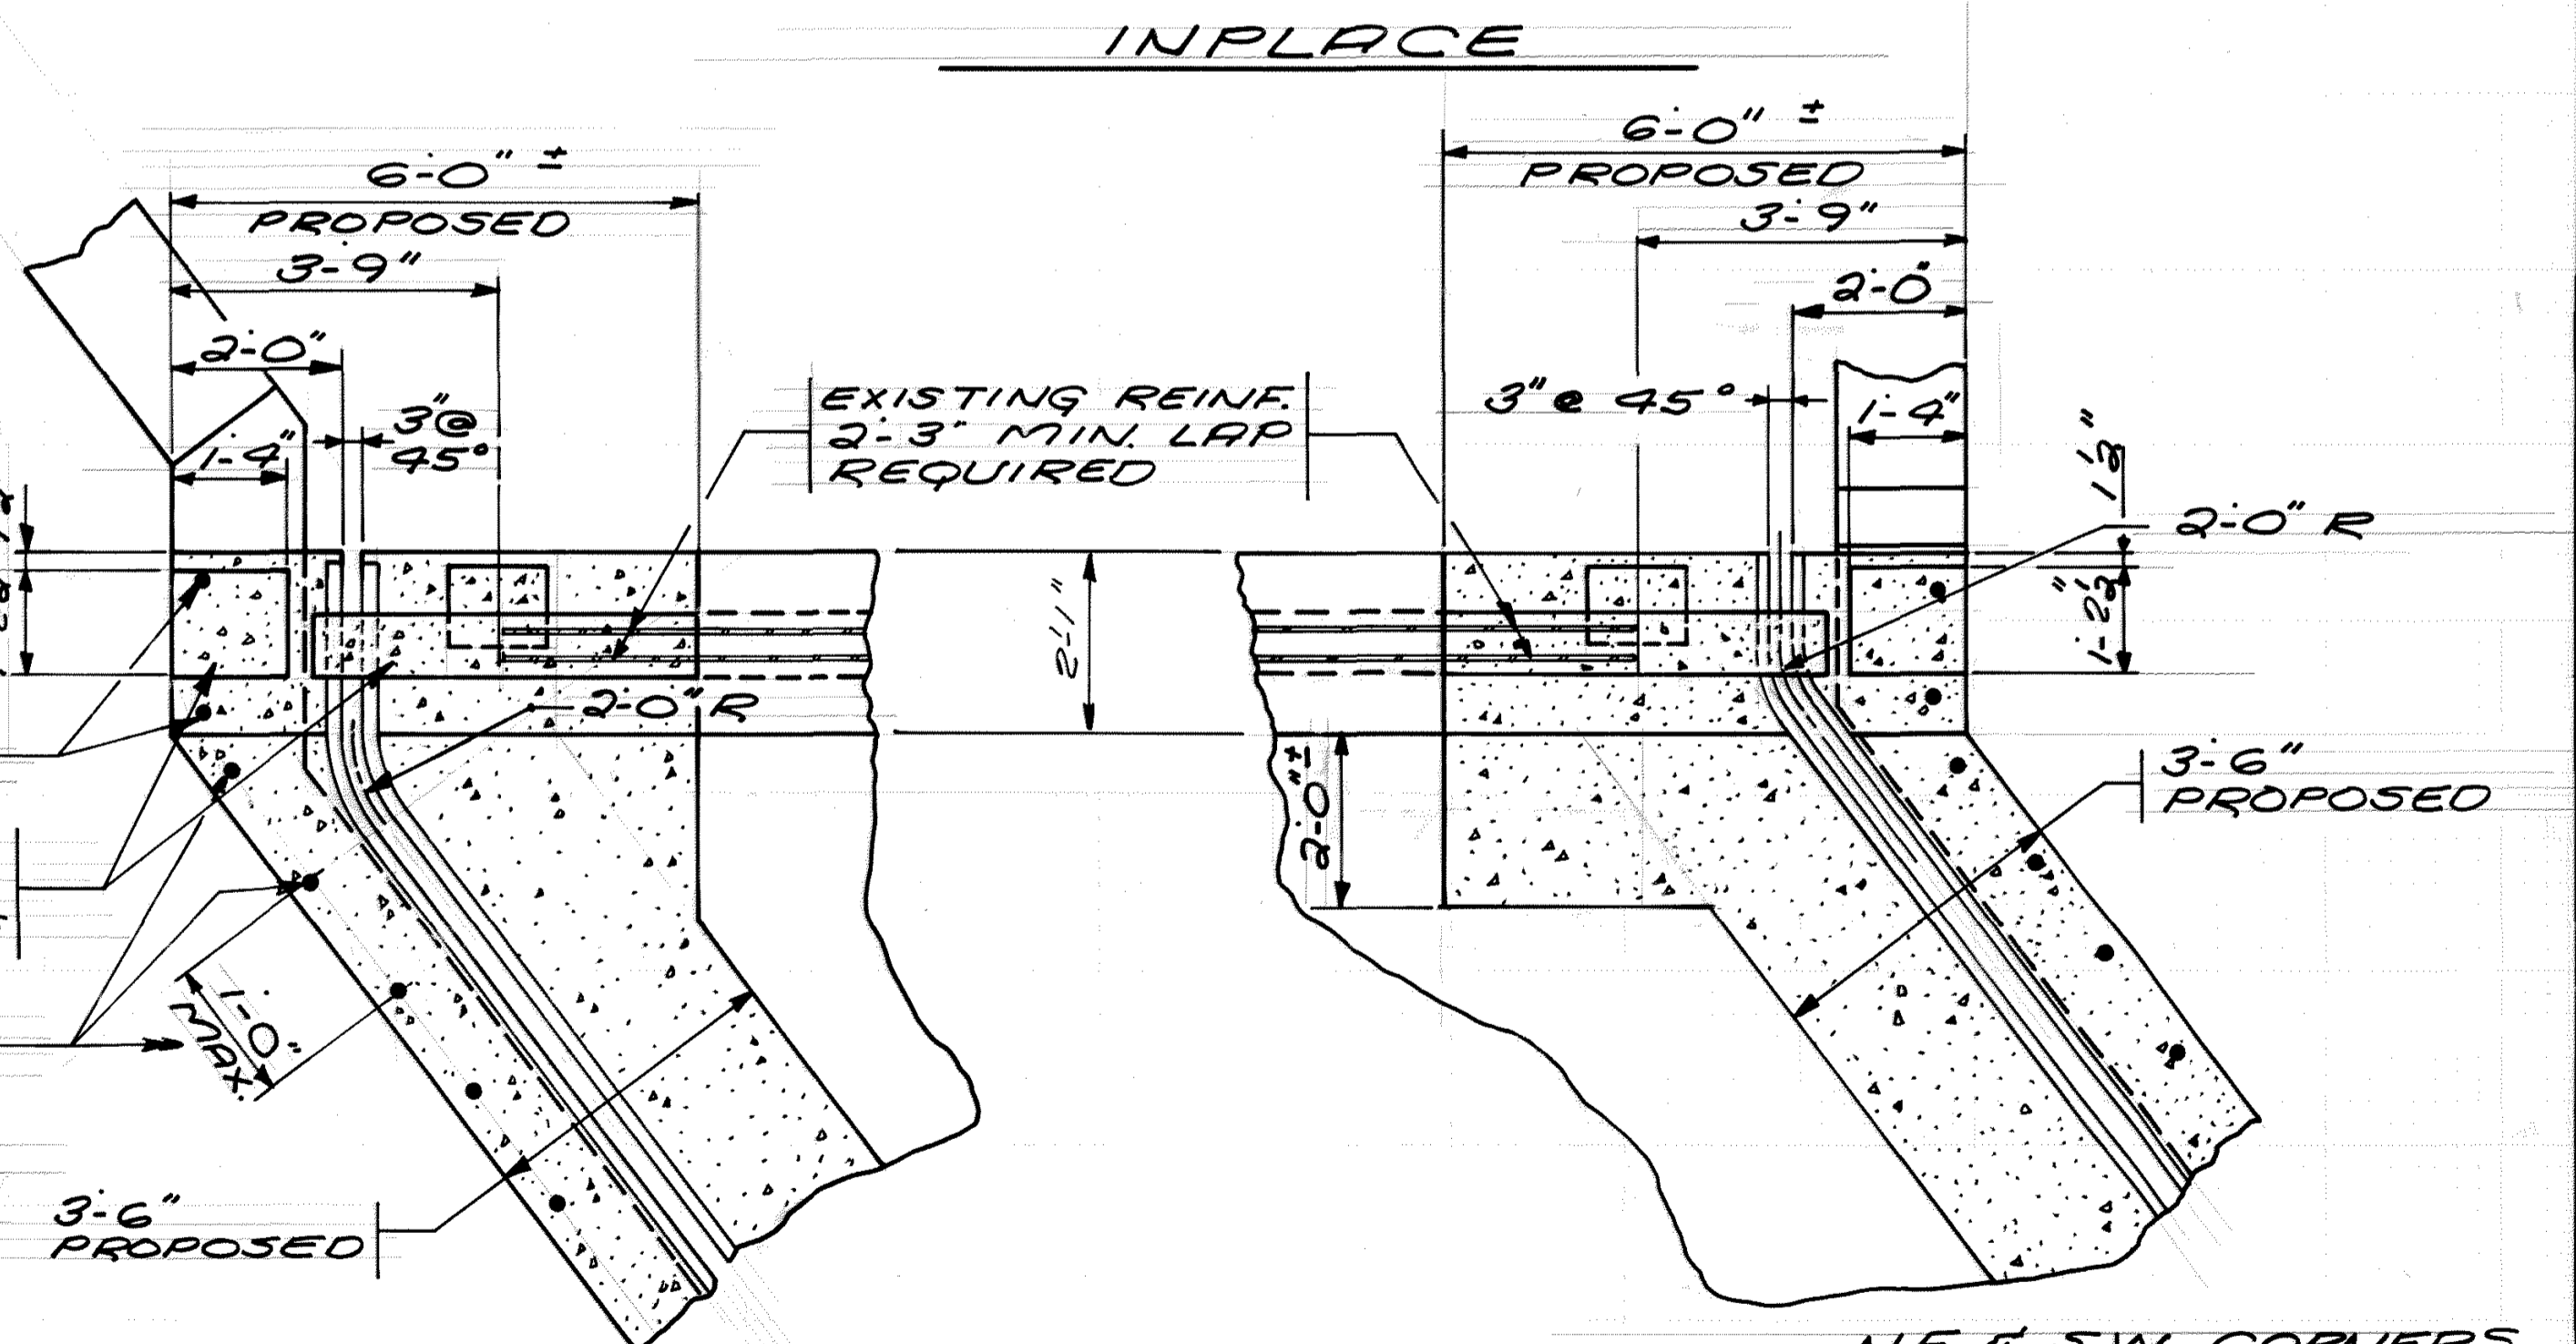 INPLACE
6'-0" ±
PROPOSED
3'-9"
2'-0"
3"@
45°
1'-4"
6'-0" ±
PROPOSED
3'-9"
2'-0"
3" @ 45°
1'-4"
EXISTING REINF.
2'-3" MIN. LAP
REQUIRED
1½"
2'-0" R
1'-2½"
2'-1"
2'-0" R
2'-0"±
3'-6"
PROPOSED
1'-0"
MAX.
3'-6"
PROPOSED
N.E. & S.W. CORNERS